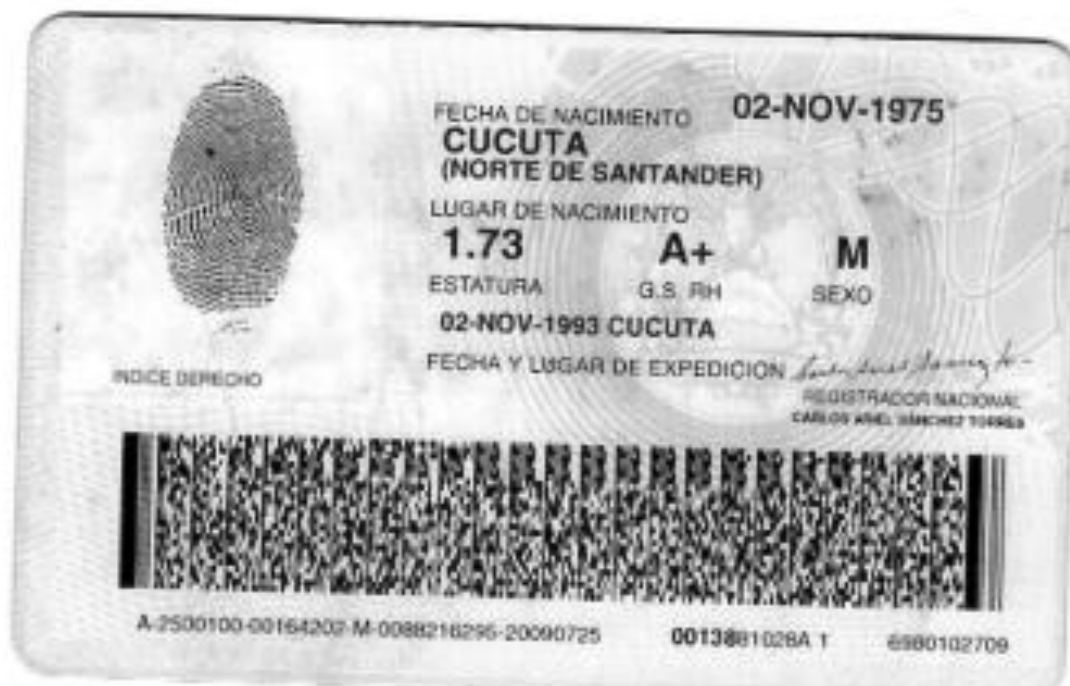 FECHA DE NACIMIENTO 02-NOV-1975
CUCUTA
(NORTE DE SANTANDER)
LUGAR DE NACIMIENTO
1.73 A+ M
ESTATURA G.S. RH SEXO
02-NOV-1993 CUCUTA
FECHA Y LUGAR DE EXPEDICION
INDICE DERECHO
REGISTRADOR NACIONAL
CARLOS ARIEL SÁNCHEZ TORRES
A-2500100-00164202-M-0088216295-20090725 0013881028A 1 6980102709